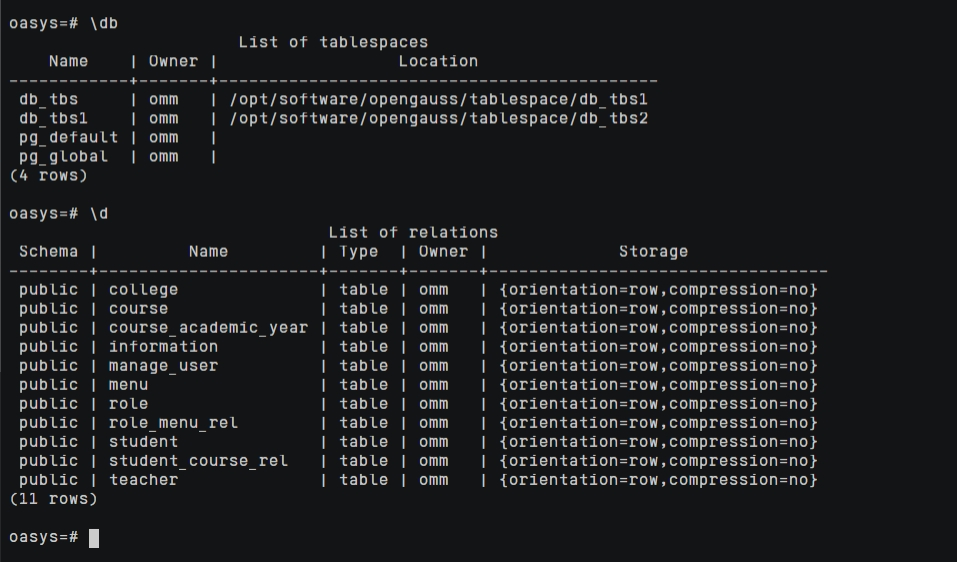 oasys=# \db
                       List of tablespaces
    Name    | Owner |                  Location
------------+-------+--------------------------------------------
 db_tbs     | omm   | /opt/software/opengauss/tablespace/db_tbs1
 db_tbs1    | omm   | /opt/software/opengauss/tablespace/db_tbs2
 pg_default | omm   |
 pg_global  | omm   |
(4 rows)

oasys=# \d
                                List of relations
 Schema |         Name         | Type  | Owner |             Storage
--------+----------------------+-------+-------+----------------------------------
 public | college              | table | omm   | {orientation=row,compression=no}
 public | course               | table | omm   | {orientation=row,compression=no}
 public | course_academic_year | table | omm   | {orientation=row,compression=no}
 public | information          | table | omm   | {orientation=row,compression=no}
 public | manage_user          | table | omm   | {orientation=row,compression=no}
 public | menu                 | table | omm   | {orientation=row,compression=no}
 public | role                 | table | omm   | {orientation=row,compression=no}
 public | role_menu_rel        | table | omm   | {orientation=row,compression=no}
 public | student              | table | omm   | {orientation=row,compression=no}
 public | student_course_rel   | table | omm   | {orientation=row,compression=no}
 public | teacher              | table | omm   | {orientation=row,compression=no}
(11 rows)

oasys=#